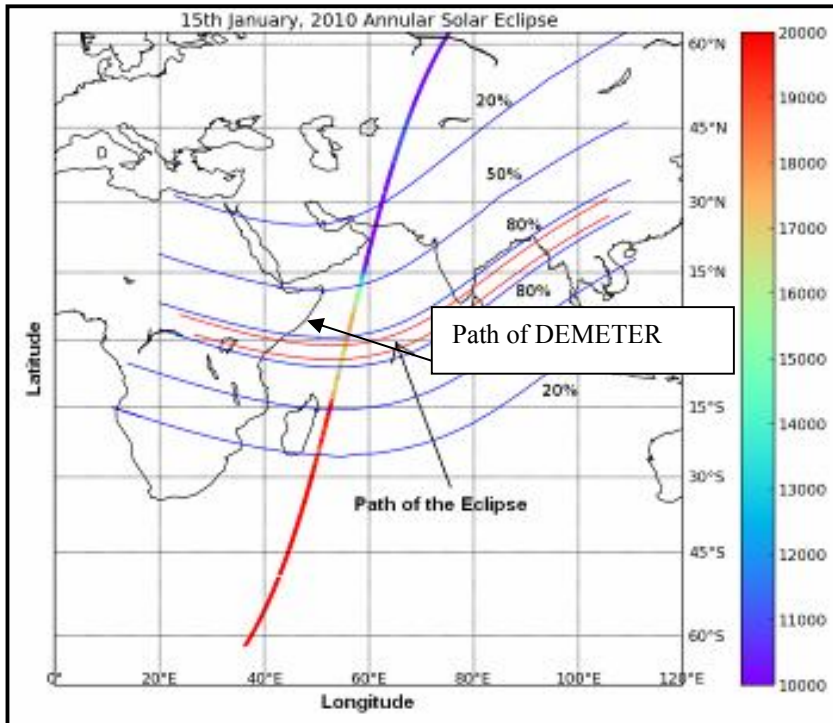 15th January, 2010 Annular Solar Eclipse
60°N
45°N
30°N
15°N
15°S
30°S
45°S
60°S
20%
50%
80%
80%
20%
Path of DEMETER
Path of the Eclipse
Latitude
0°
20°E
40°E
60°E
80°E
100°E
120°E
Longitude
20000
19000
18000
17000
16000
15000
14000
13000
12000
11000
10000